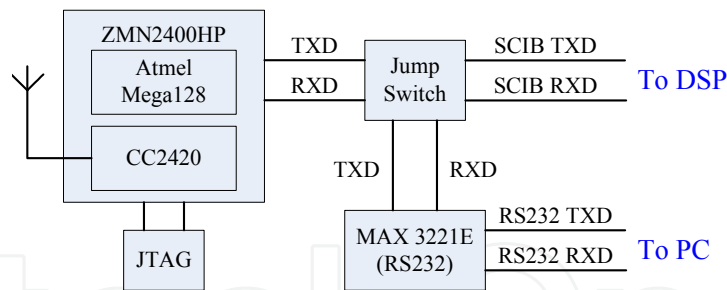 ZMN2400HP
Atmel
Mega128
CC2420
JTAG
TXD
RXD
Jump
Switch
SCIB TXD
SCIB RXD
To DSP
TXD
RXD
MAX 3221E
(RS232)
RS232 TXD
RS232 RXD
To PC